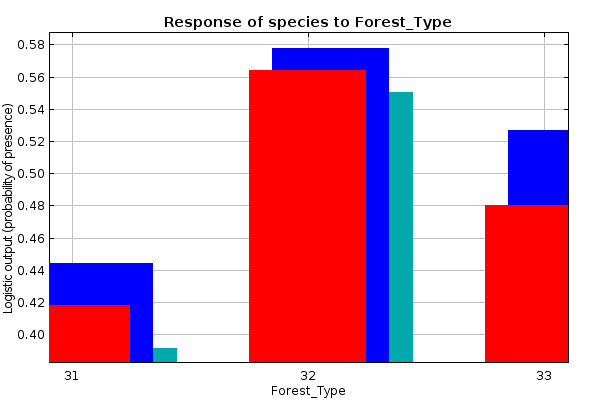 Response of species to Forest_Type
Logistic output (probability of presence)
0.58
0.56
0.54
0.52
0.50
0.48
0.46
0.44
0.42
0.40
31 32 33
Forest_Type